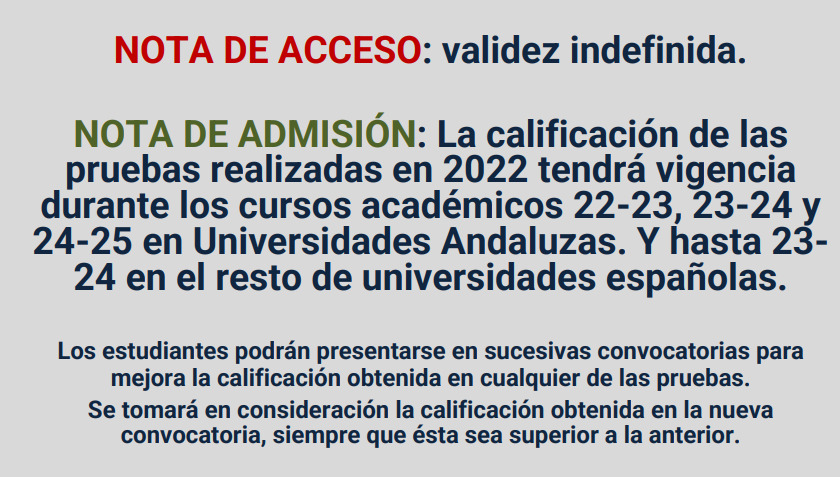 NOTA DE ACCESO: validez indefinida.
NOTA DE ADMISIÓN: La calificación de las
pruebas realizadas en 2022 tendrá vigencia
durante los cursos académicos 22-23, 23-24 y
24-25 en Universidades Andaluzas. Y hasta 23-
24 en el resto de universidades españolas.
Los estudiantes podrán presentarse en sucesivas convocatorias para
mejora la calificación obtenida en cualquier de las pruebas.
Se tomará en consideración la calificación obtenida en la nueva
convocatoria, siempre que ésta sea superior a la anterior.